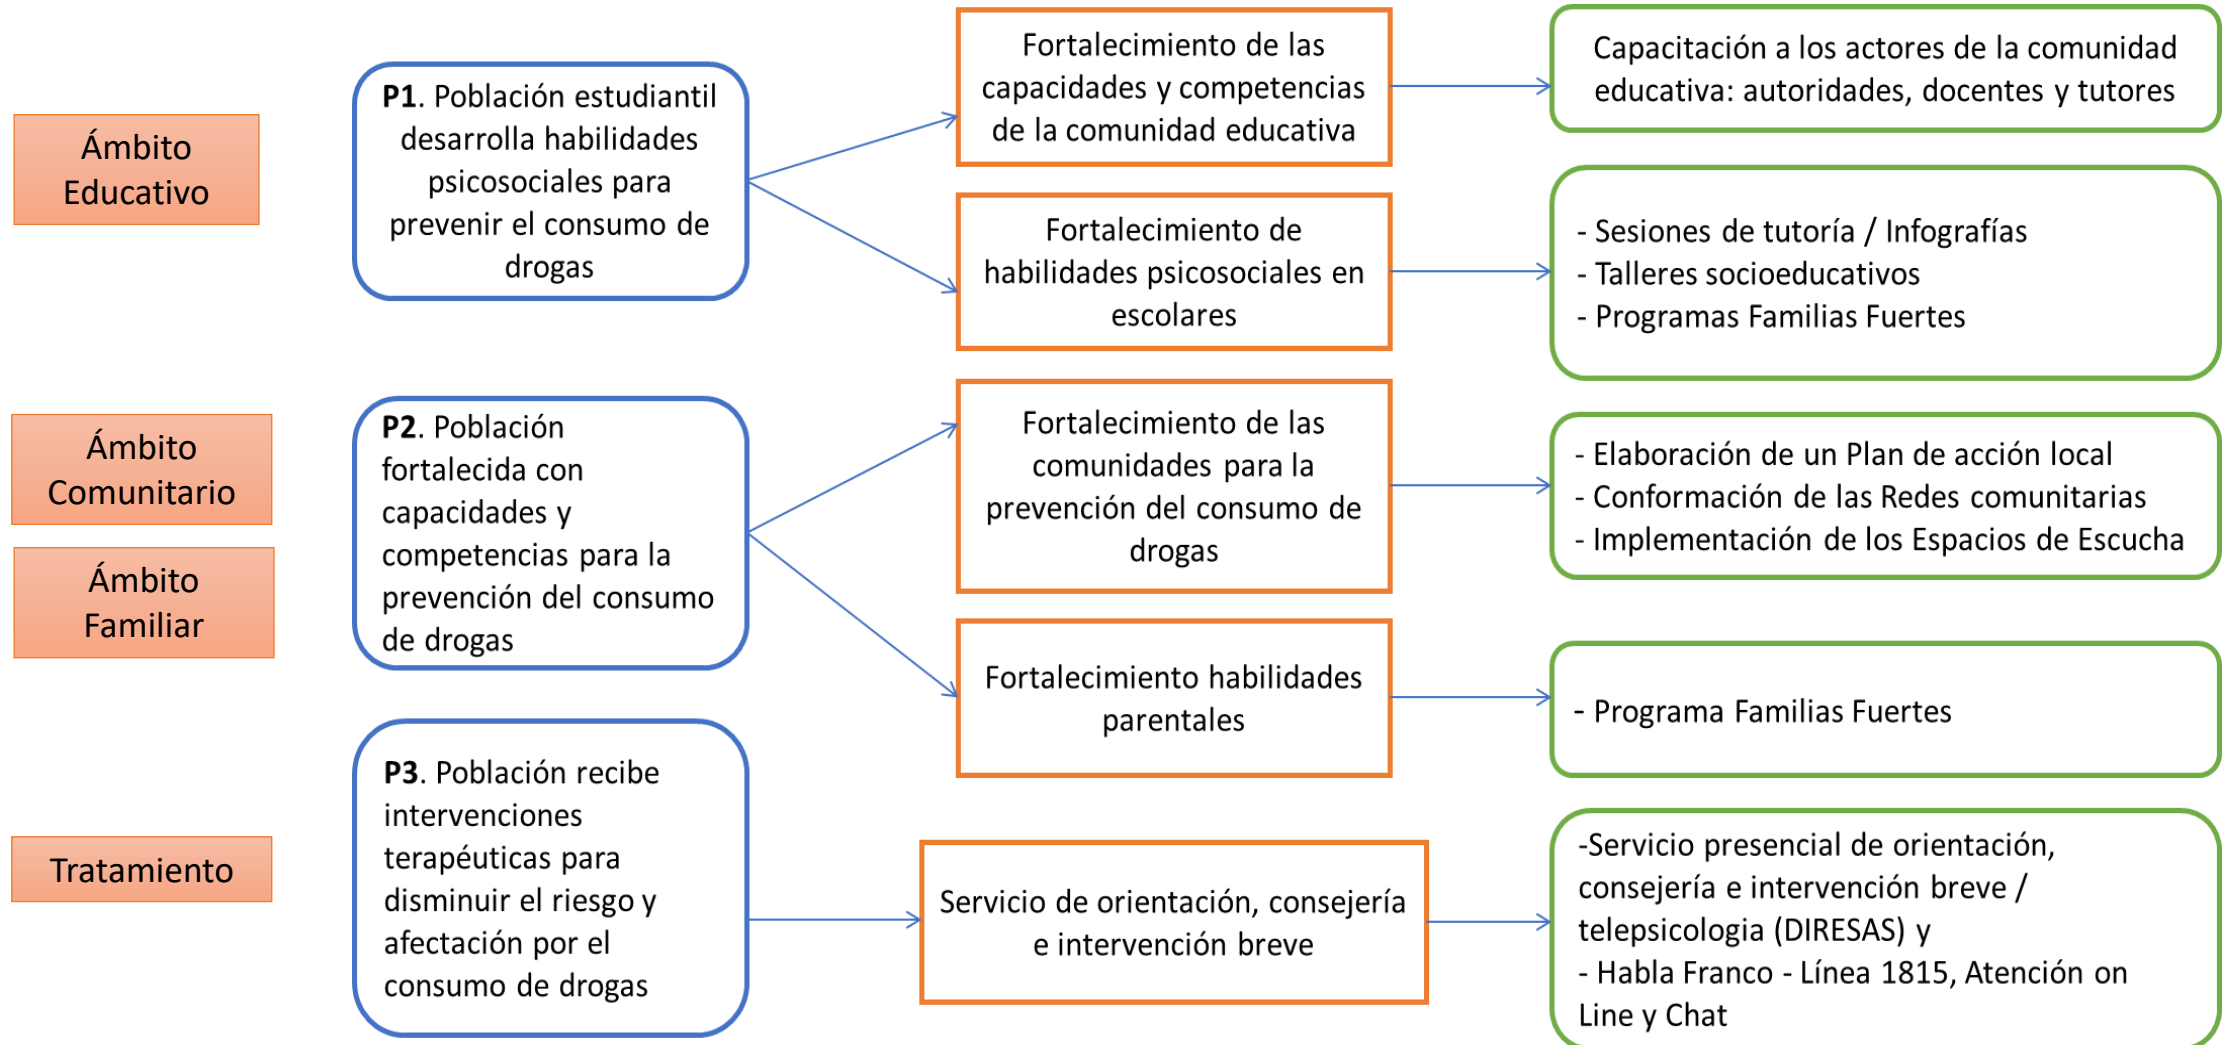 Ámbito
Educativo
P1. Población estudiantil
desarrolla habilidades
psicosociales para
prevenir el consumo de
drogas
Fortalecimiento de las
capacidades y competencias
de la comunidad educativa
Capacitación a los actores de la comunidad
educativa: autoridades, docentes y tutores
Fortalecimiento de
habilidades psicosociales en
escolares
- Sesiones de tutoría / Infografías
- Talleres socioeducativos
- Programas Familias Fuertes
Ámbito
Comunitario
Ámbito
Familiar
P2. Población
fortalecida con
capacidades y
competencias para la
prevención del consumo
de drogas
Fortalecimiento de las
comunidades para la
prevención del consumo de
drogas
- Elaboración de un Plan de acción local
- Conformación de las Redes comunitarias
- Implementación de los Espacios de Escucha
Fortalecimiento habilidades
parentales
- Programa Familias Fuertes
Tratamiento
P3. Población recibe
intervenciones
terapéuticas para
disminuir el riesgo y
afectación por el
consumo de drogas
Servicio de orientación, consejería
e intervención breve
-Servicio presencial de orientación,
consejería e intervención breve /
telepsicologia (DIRESAS) y
- Habla Franco - Línea 1815, Atención on
Line y Chat